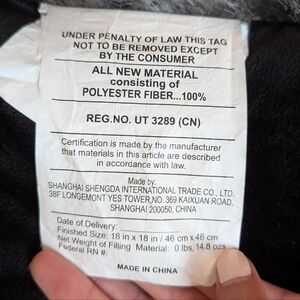 UNDER PENALTY OF LAW THIS TAG
NOT TO BE REMOVED EXCEPT
BY THE CONSUMER
ALL NEW MATERIAL
consisting of
POLYESTER FIBER...100%
REG.NO. UT 3289 (CN)
Certification is made by the manufacturer
that materials in this article are described
in accordance with law.
Made by.
SHANGHAI SHENGDA INTERNATIONAL TRADE CO., LTD.
38F LONGEMONT YES TOWER,NO. 369 KAIXUAN ROAD,
SHANGHAI 200050, CHINA
Date of Delivery:
Finished Size: 18 in x 18 in / 46 cm x 46 cm
Net Weight of Filling Material: 0 lbs, 14.8 ozs
Federal RN#:
MADE IN CHINA